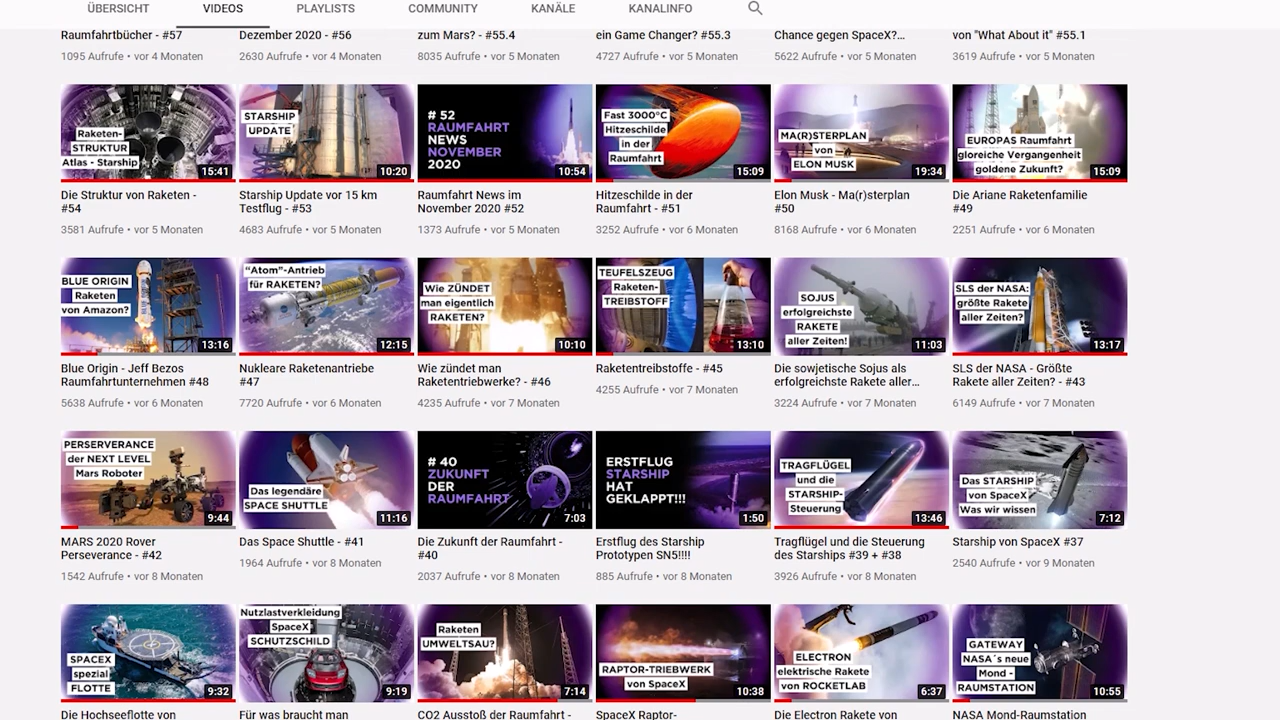 ÜBERSICHT VIDEOS PLAYLISTS COMMUNITY KANÄLE KANALINFO
Raumfahrtbücher - #57
1095 Aufrufe • vor 4 Monaten
Dezember 2020 - #56
2630 Aufrufe • vor 4 Monaten
zum Mars? - #55.4
8035 Aufrufe • vor 5 Monaten
ein Game Changer? #55.3
4727 Aufrufe • vor 5 Monaten
Chance gegen SpaceX?...
5622 Aufrufe • vor 5 Monaten
von "What About it" #55.1
3619 Aufrufe • vor 5 Monaten
Raketen-
STRUKTUR
Atlas - Starship
15:41
Die Struktur von Raketen -
#54
3581 Aufrufe • vor 5 Monaten
STARSHIP
UPDATE
10:20
Starship Update vor 15 km
Testflug - #53
4683 Aufrufe • vor 5 Monaten
# 52
RAUMFAHRT
NEWS
NOVEMBER
2020
10:54
Raumfahrt News im
November 2020 #52
1373 Aufrufe • vor 5 Monaten
Fast 3000°C
Hitzeschilde
in der
Raumfahrt
15:09
Hitzeschilde in der
Raumfahrt - #51
3252 Aufrufe • vor 6 Monaten
MA(R)STERPLAN
von
ELON MUSK
19:34
Elon Musk - Ma(r)sterplan
#50
8168 Aufrufe • vor 6 Monaten
EUROPAS Raumfahrt
gloreiche Vergangenheit
goldene Zukunft?
15:09
Die Ariane Raketenfamilie
#49
2251 Aufrufe • vor 6 Monaten
BLUE ORIGIN
Raketen
von Amazon?
13:16
Blue Origin - Jeff Bezos
Raumfahrtunternehmen #48
5638 Aufrufe • vor 6 Monaten
"Atom"-Antrieb
für RAKETEN?
12:15
Nukleare Raketenantriebe
#47
7720 Aufrufe • vor 6 Monaten
Wie ZÜNDET
man eigentlich
RAKETEN?
10:10
Wie zündet man
Raketentriebwerke? - #46
4235 Aufrufe • vor 7 Monaten
TEUFELSZEUG
Raketen-
TREIBSTOFF
13:10
Raketentreibstoffe - #45
4255 Aufrufe • vor 7 Monaten
SOJUS
erfolgreichste
RAKETE
aller Zeiten!
11:03
Die sowjetische Sojus als
erfolgreichste Rakete aller...
3224 Aufrufe • vor 7 Monaten
SLS der NASA:
größte Rakete
aller Zeiten?
13:17
SLS der NASA - Größte
Rakete aller Zeiten? - #43
6149 Aufrufe • vor 7 Monaten
PERSERVERANCE
der NEXT LEVEL
Mars Roboter
9:44
MARS 2020 Rover
Perseverance - #42
1542 Aufrufe • vor 8 Monaten
Das legendäre
SPACE SHUTTLE
11:16
Das Space Shuttle - #41
1964 Aufrufe • vor 8 Monaten
# 40
ZUKUNFT
DER
RAUMFAHRT
7:03
Die Zukunft der Raumfahrt -
#40
2037 Aufrufe • vor 8 Monaten
ERSTFLUG
STARSHIP
HAT
GEKLAPPT!!!
1:50
Erstflug des Starship
Prototypen SN5!!!!
885 Aufrufe • vor 8 Monaten
TRAGFLÜGEL
und die
STARSHIP-
Steuerung
13:46
Tragflügel und die Steuerung
des Starships #39 + #38
3926 Aufrufe • vor 8 Monaten
Das STARSHIP
von SpaceX
Was wir wissen
7:12
Starship von SpaceX #37
2540 Aufrufe • vor 9 Monaten
SPACEX
spezial
FLOTTE
9:32
Die Hochseeflotte von
Nutzlastverkleidung
SpaceX
SCHUTZSCHILD
9:19
Für was braucht man
Raketen
UMWELTSAU?
7:14
CO2 Ausstoß der Raumfahrt -
RAPTOR-TRIEBWERK
von SpaceX
10:38
SpaceX Raptor-
ELECTRON
elektrische Rakete
von ROCKETLAB
6:37
Die Electron Rakete von
GATEWAY
NASA´s neue
Mond -
RAUMSTATION
10:55
NASA Mond-Raumstation